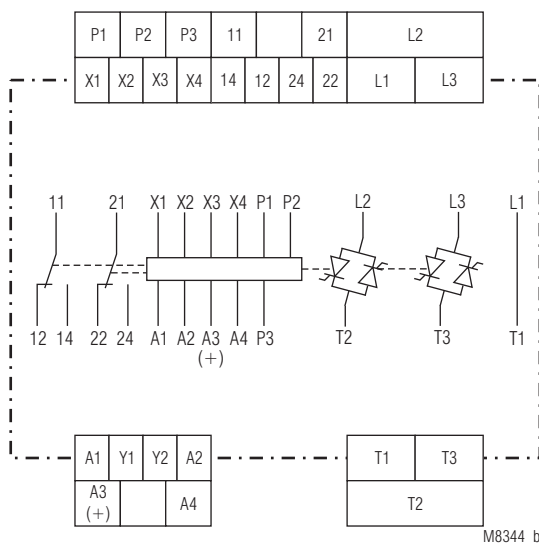 P1 P2 P3 11 21 L2
X1 X2 X3 X4 14 12 24 22 L1 L3
11 21 X1 X2 X3 X4 P1 P2 L2 L3 L1
12 14 22 24 A1 A2 A3 A4 P3 T2 T3 T1
(+)
A1 Y1 Y2 A2 T1 T3
A3 A4 T2
(+)
M8344_b